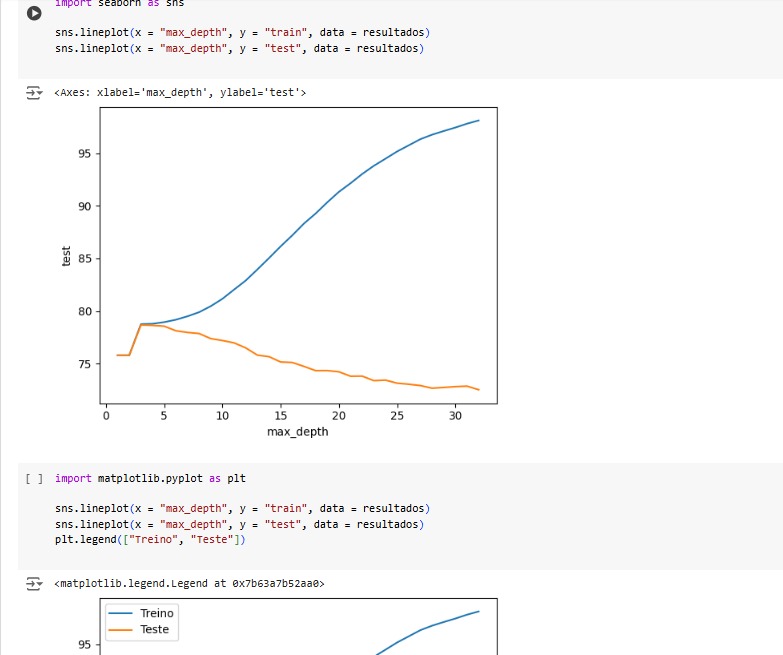 import seaborn as sns
sns.lineplot(x = "max_depth", y = "train", data = resultados)
sns.lineplot(x = "max_depth", y = "test", data = resultados)
<Axes: xlabel='max_depth', ylabel='test'>
95
90
85
80
75
test
0 5 10 15 20 25 30
max_depth
[ ] import matplotlib.pyplot as plt
sns.lineplot(x = "max_depth", y = "train", data = resultados)
sns.lineplot(x = "max_depth", y = "test", data = resultados)
plt.legend(["Treino", "Teste"])
<matplotlib.legend.Legend at 0x7b63a7b52aa0>
Treino
Teste
95